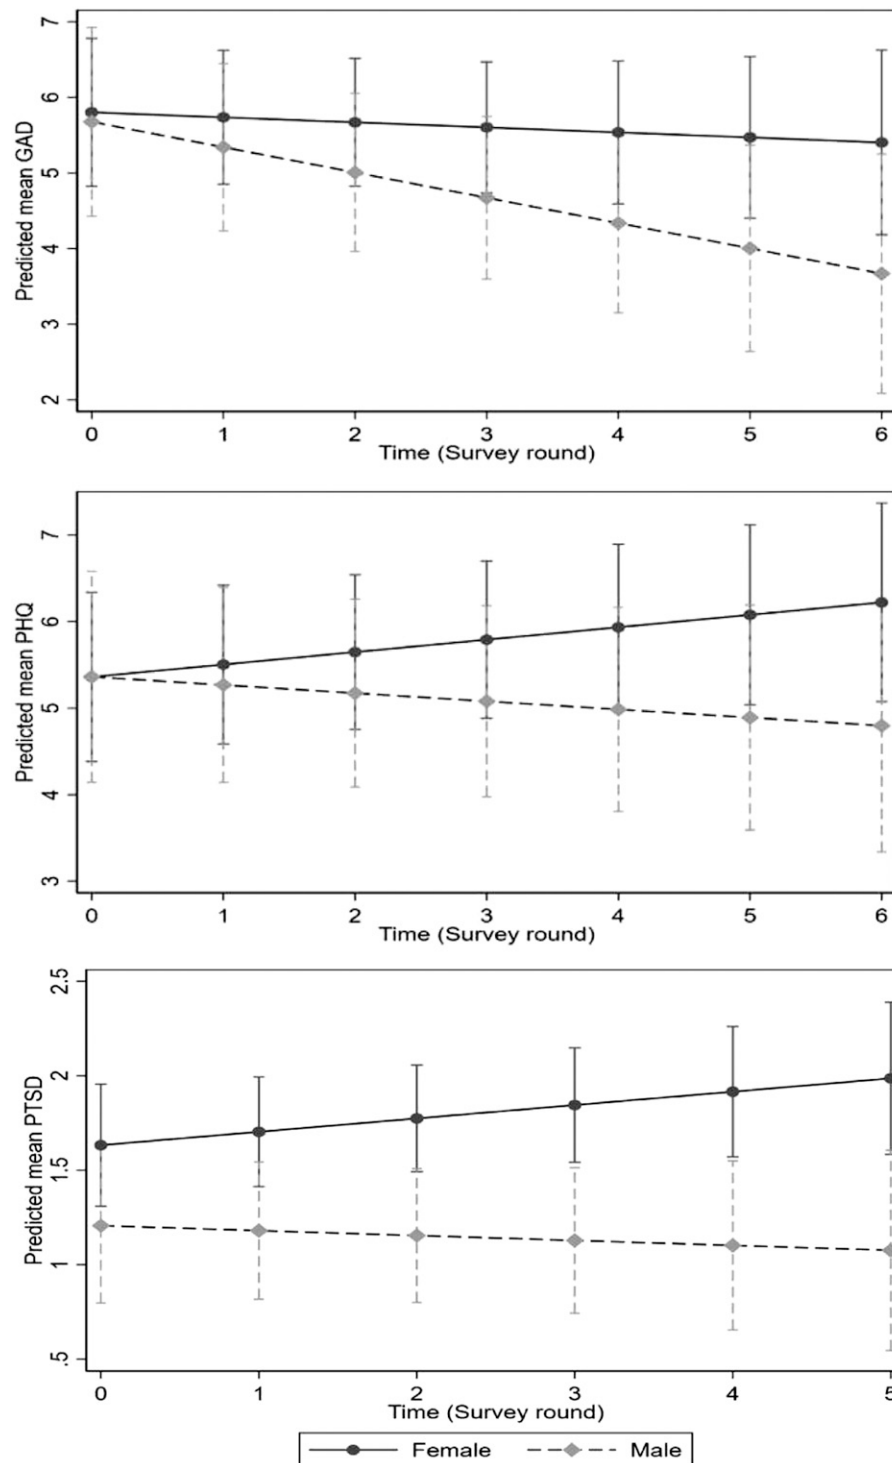 Predicted mean GAD
7
6
5
4
3
2
0 1 2 3 4 5 6
Time (Survey round)
Predicted mean PHQ
7
6
5
4
3
0 1 2 3 4 5 6
Time (Survey round)
Predicted mean PTSD
2.5
2
1.5
1
.5
0 1 2 3 4 5
Time (Survey round)
Female Male